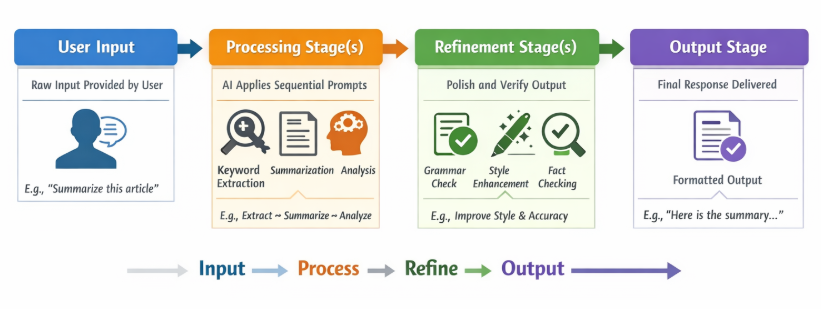 User Input
Processing Stage(s)
Refinement Stage(s)
Output Stage
Raw Input Provided by User
E.g., “Summarize this article”
AI Applies Sequential Prompts
Keyword
Extraction
Summarization
Analysis
E.g., Extract ~ Summarize ~ Analyze
Polish and Verify Output
Grammar
Check
Style
Enhancement
Fact
Checking
E.g., Improve Style & Accuracy
Final Response Delivered
Formatted Output
E.g., “Here is the summary...”
Input
Process
Refine
Output